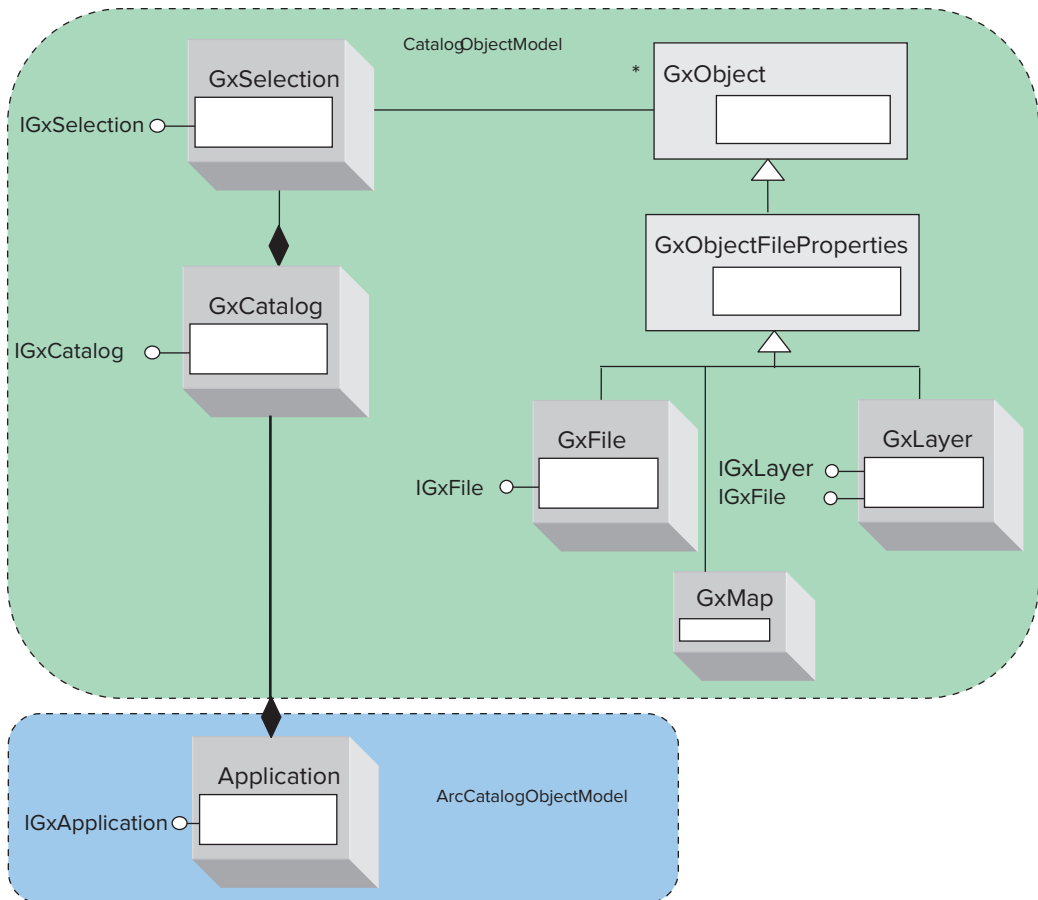 CatalogObjectModel
GxSelection
*
GxObject
IGxSelection
GxObjectFileProperties
GxCatalog
IGxCatalog
GxFile
GxLayer
IGxLayer
IGxFile
IGxFile
GxMap
Application
ArcCatalogObjectModel
IGxApplication